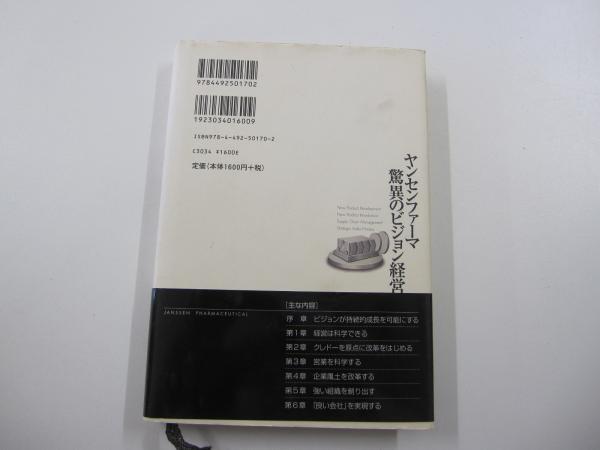 9784492501702
1923034016009
ISBN978-4-492-50170-2
C3034 ¥1600E
定価(本体1600円+税)
ヤンセンファーマ
驚異のビジョン経営
New Product Development
Supply Chain Management
JANSSEN PHARMACEUTICAL
[主な内容]
序 章 ビジョンが持続的成長を可能にする
第1章 経営は科学できる
第2章 クレドーを原点に改革をはじめる
第3章 営業を科学する
第4章 企業風土を改革する
第5章 強い組織を創り出す
第6章 「良い会社」を実現する